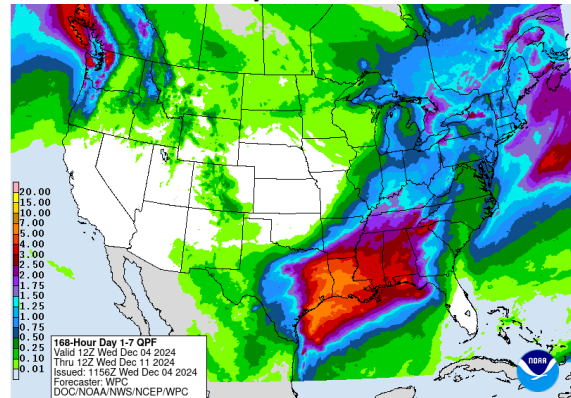 20.00
15.00
10.00
7.00
5.00
4.00
3.00
2.50
2.00
1.75
1.50
1.25
1.00
0.75
0.50
0.25
0.10
0.01
168-Hour Day 1-7 QPF
Valid 12Z Wed Dec 04 2024
Thru 12Z Wed Dec 11 2024
Issued: 1156Z Wed Dec 04 2024
Forecaster: WPC
DOC/NOAA/NWS/NCEP/WPC
NOAA